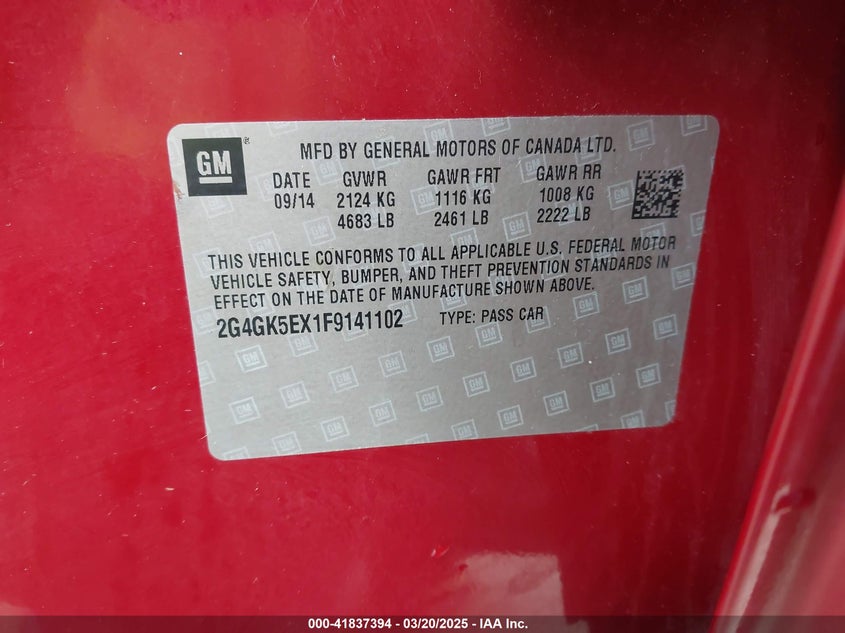 GM
MFD BY GENERAL MOTORS OF CANADA LTD.
DATE GVWR GAWR FRT GAWR RR
09/14 2124 KG 1116 KG 1008 KG
4683 LB 2461 LB 2222 LB
THIS VEHICLE CONFORMS TO ALL APPLICABLE U.S. FEDERAL MOTOR
VEHICLE SAFETY, BUMPER, AND THEFT PREVENTION STANDARDS IN
EFFECT ON THE DATE OF MANUFACTURE SHOWN ABOVE.
2G4GK5EX1F9141102 TYPE: PASS CAR
000-41837394 — 03/20/2025 — IAA Inc.